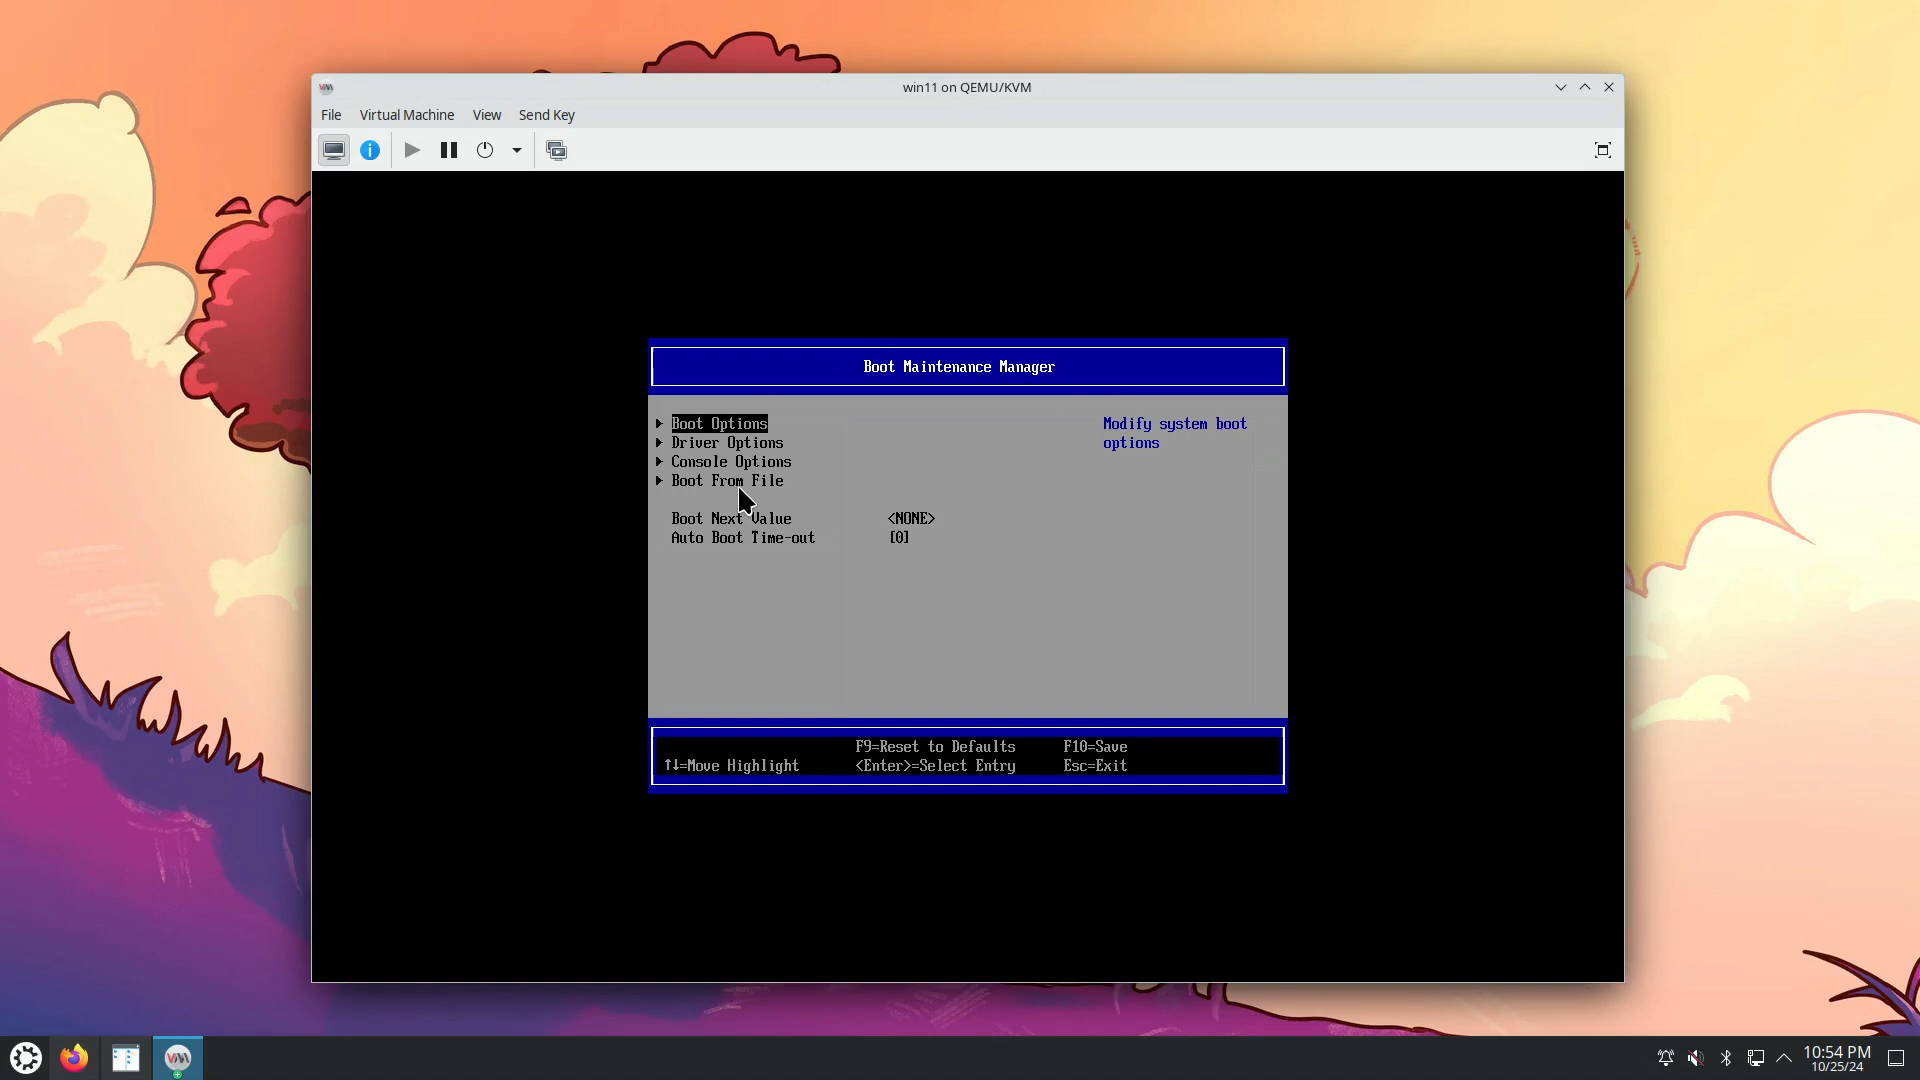 win11 on QEMU/KVM
File Virtual Machine View Send Key
Boot Maintenance Manager
Boot Options
Driver Options
Console Options
Boot From File
Boot Next Value <NONE>
Auto Boot Time-out [0]
Modify system boot
options
F9=Reset to Defaults F10=Save
↑↓=Move Highlight <Enter>=Select Entry Esc=Exit
10:54 PM
10/25/24